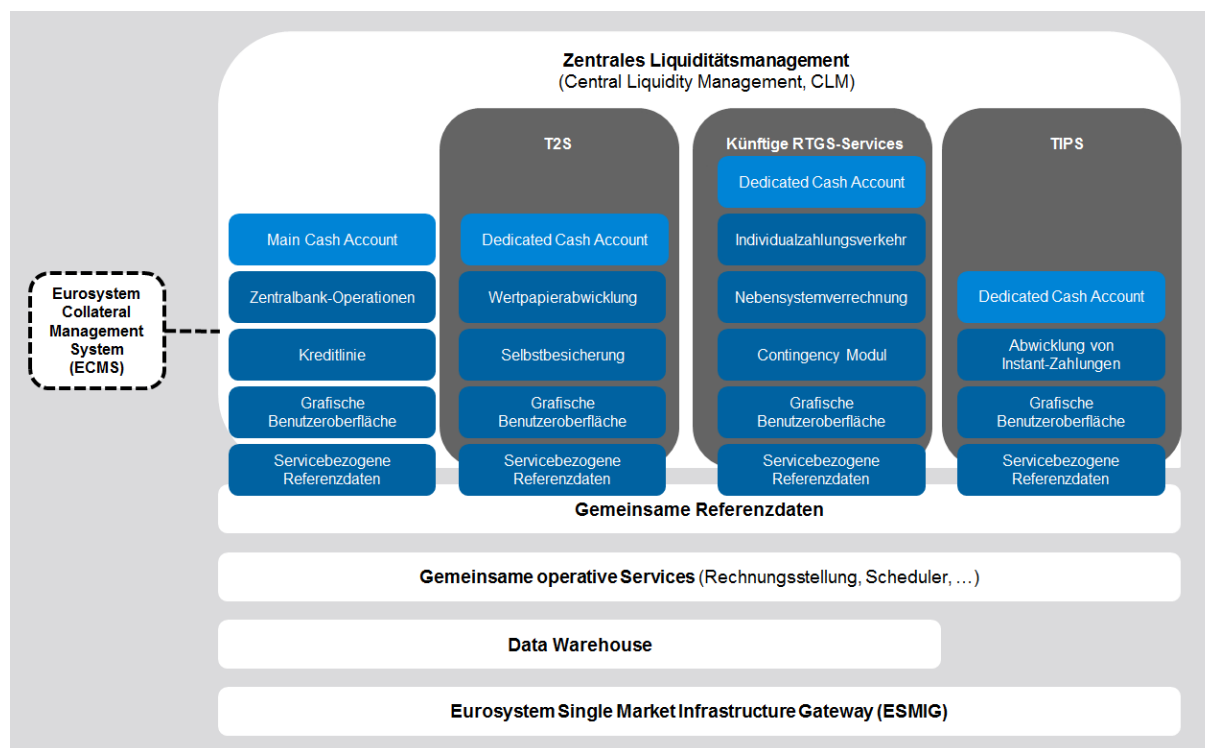 Zentrales Liquiditätsmanagement
(Central Liquidity Management, CLM)
T2S
Künftige RTGS-Services
TIPS
Eurosystem
Collateral
Management
System
(ECMS)
Main Cash Account
Zentralbank-Operationen
Kreditlinie
Grafische
Benutzeroberfläche
Servicebezogene
Referenzdaten
Dedicated Cash Account
Wertpapierabwicklung
Selbstbesicherung
Grafische
Benutzeroberfläche
Servicebezogene
Referenzdaten
Dedicated Cash Account
Individualzahlungsverkehr
Nebensystemverrechnung
Contingency Modul
Grafische
Benutzeroberfläche
Servicebezogene
Referenzdaten
Dedicated Cash Account
Abwicklung von
Instant-Zahlungen
Grafische
Benutzeroberfläche
Servicebezogene
Referenzdaten
Gemeinsame Referenzdaten
Gemeinsame operative Services (Rechnungsstellung, Scheduler, …)
Data Warehouse
Eurosystem Single Market Infrastructure Gateway (ESMIG)